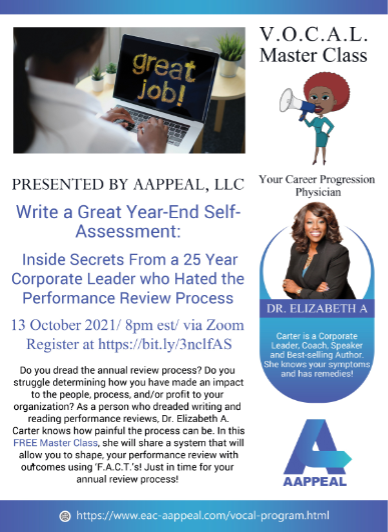 great
job!
V.O.C.A.L.
Master Class
PRESENTED BY AAPPEAL, LLC
Write a Great Year-End Self-
Assessment:
Inside Secrets From a 25 Year
Corporate Leader who Hated the
Performance Review Process
13 October 2021/ 8pm est/ via Zoom
Register at https://bit.ly/3nclfAS
Do you dread the annual review process? Do you
struggle determining how you have made an impact
to the people, process, and/or profit to your
organization? As a person who dreaded writing and
reading performance reviews, Dr. Elizabeth A.
Carter knows how painful the process can be. In this
FREE Master Class, she will share a system that will
allow you to shape, your performance review with
outcomes using 'F.A.C.T.'s! Just in time for your
annual review process!
Your Career Progression
Physician
DR. ELIZABETH A
Carter is a Corporate
Leader, Coach, Speaker
and Best-selling Author.
She knows your symptoms
and has remedies!
AAPPEAL
https://www.eac-aappeal.com/vocal-program.html